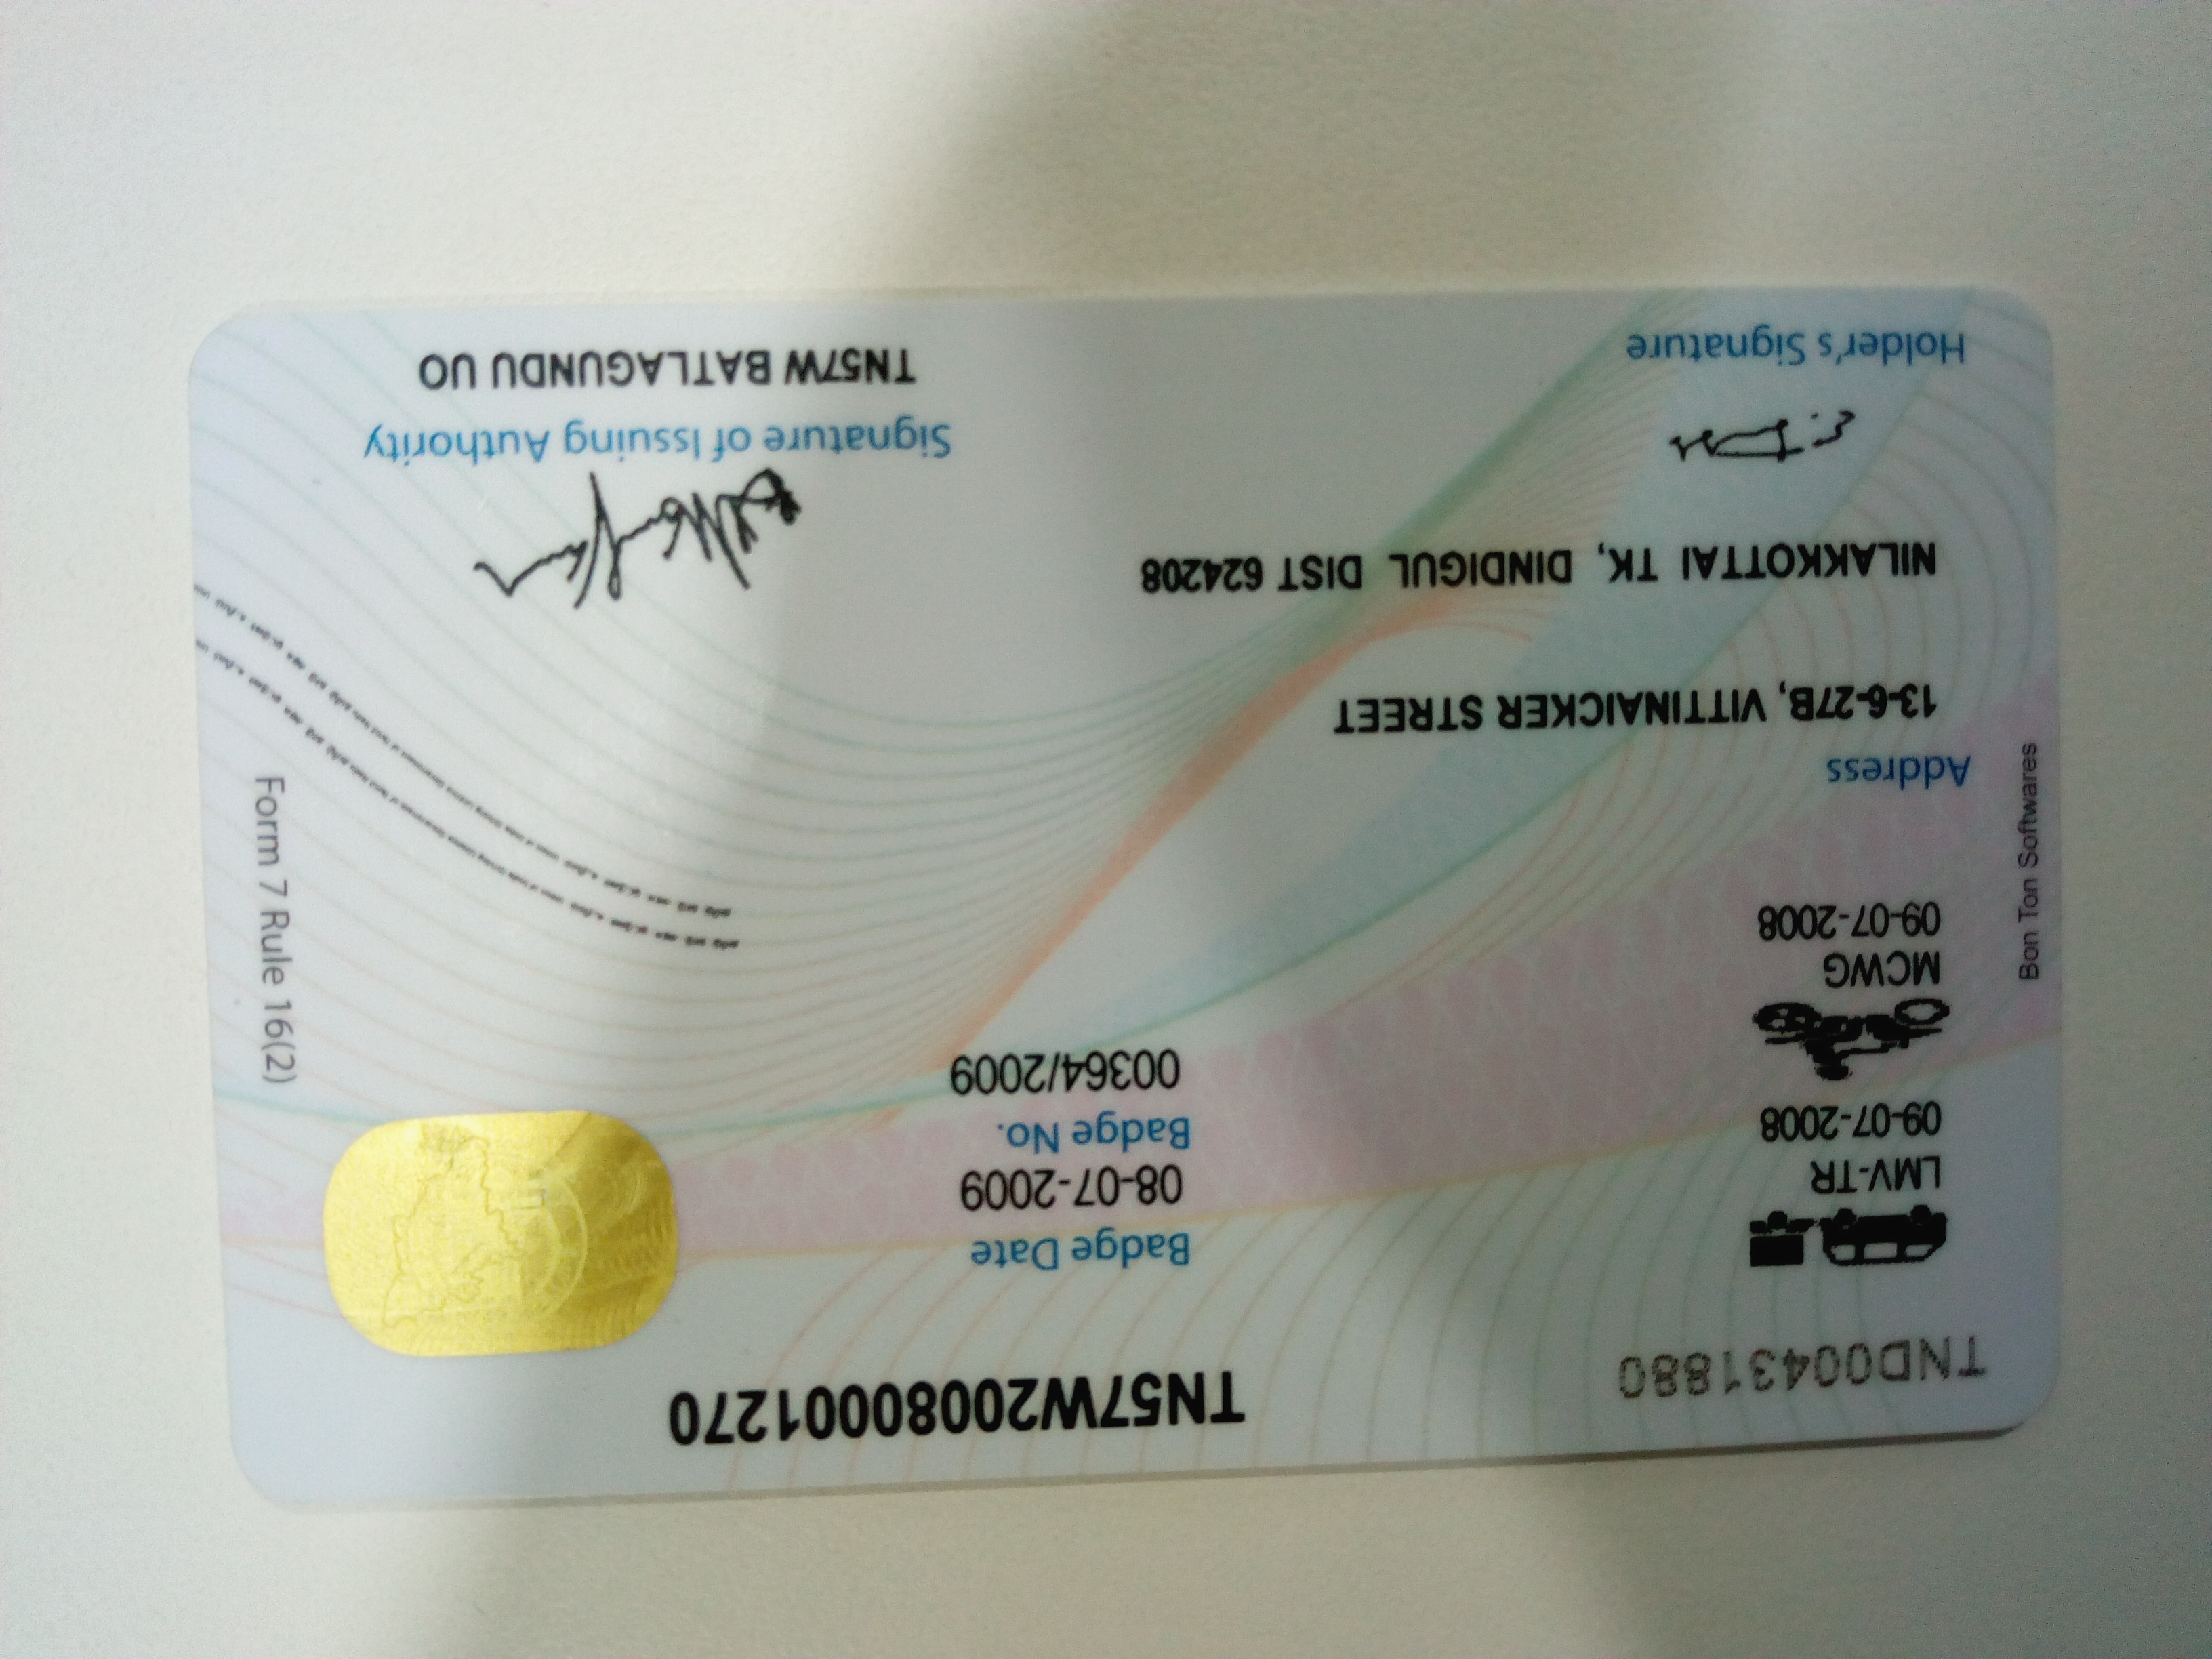 TND00431880
TN57W20080001270
LMV-TR
09-07-2008
MCWG
09-07-2008
Badge Date
08-07-2009
Badge No.
00364/2009
Form 7 Rule 16(2)
Bon Ton Softwares
Address
13-6-27B, VITTINAICKER STREET
NILAKKOTTAI TK, DINDIGUL DIST 624208
Holder's Signature
Signature of Issuing Authority
TN57W BATLAGUNDU UO